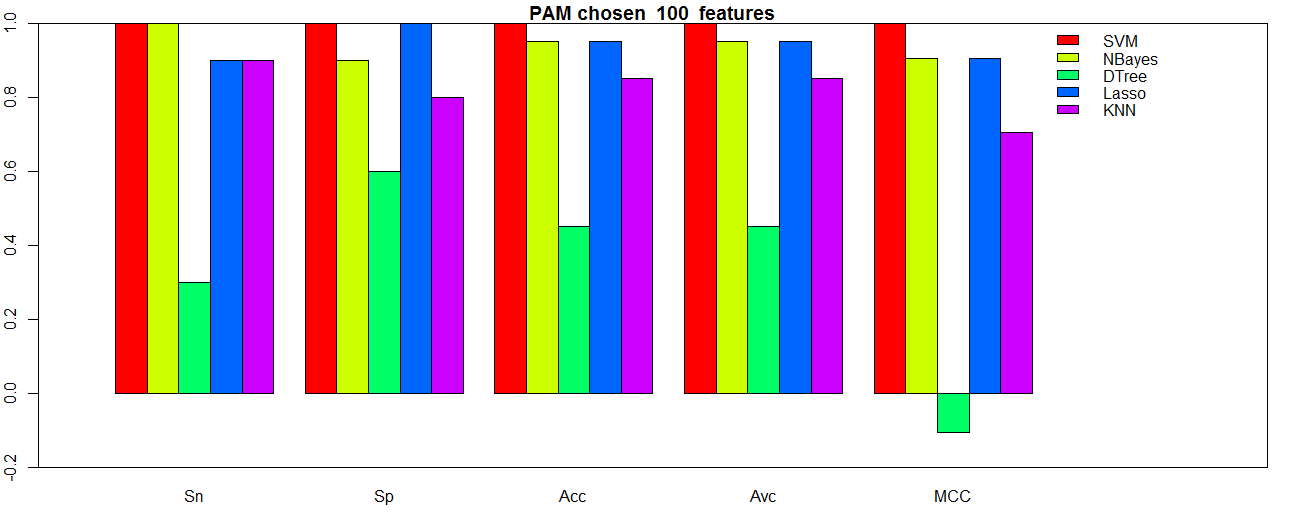 PAM chosen 100 features
1.0
0.8
0.6
0.4
0.2
0.0
-0.2
SVM
NBayes
DTree
Lasso
KNN
Sn Sp Acc Avc MCC